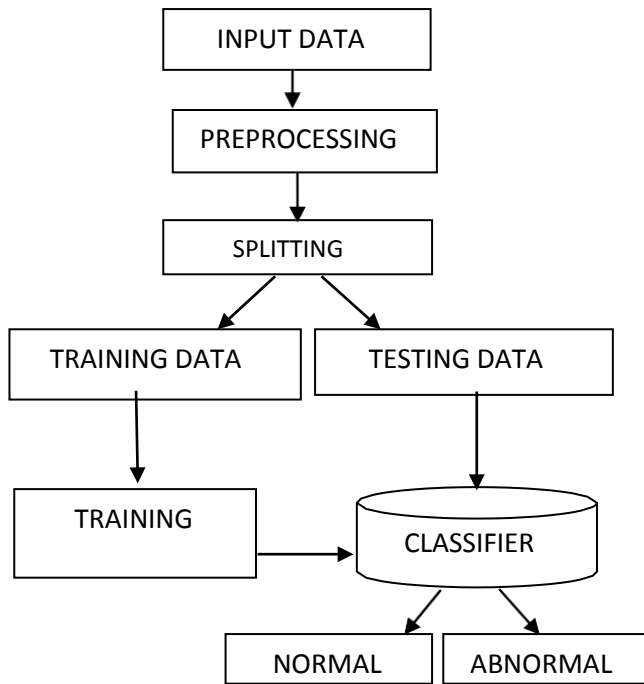 INPUT DATA
PREPROCESSING
SPLITTING
TRAINING DATA
TESTING DATA
TRAINING
CLASSIFIER
NORMAL
ABNORMAL